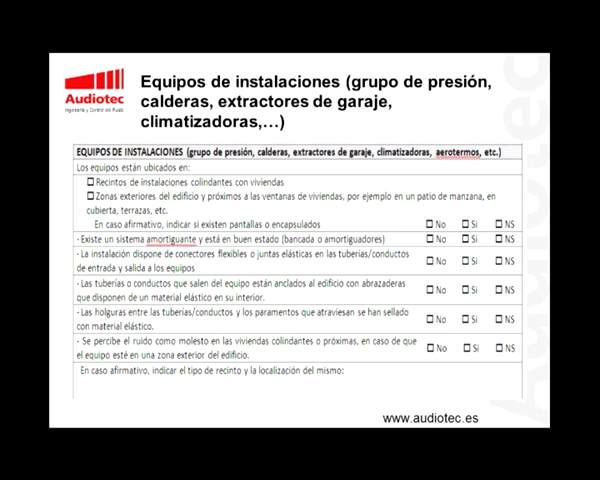 Audiotec
Ingeniería y Control del Ruido
Equipos de instalaciones (grupo de presión,
calderas, extractores de garaje,
climatizadoras,…)
EQUIPOS DE INSTALACIONES (grupo de presión, calderas, extractores de garaje, climatizadoras, aerotermos, etc.)
Los equipos están ubicados en:
☐ Recintos de instalaciones colindantes con viviendas
☐ Zonas exteriores del edificio y próximos a las ventanas de viviendas, por ejemplo en un patio de manzana, en
cubierta, terrazas, etc.
En caso afirmativo, indicar si existen pantallas o encapsulados ☐ No ☐ Si ☐ NS
- Existe un sistema amortiguante y está en buen estado (bancada o amortiguadores) ☐ No ☐ Si ☐ NS
- La instalación dispone de conectores flexibles o juntas elásticas en las tuberías/conductos
de entrada y salida a los equipos ☐ No ☐ Si ☐ NS
- Las tuberías o conductos que salen del equipo están anclados al edificio con abrazaderas
que disponen de un material elástico en su interior. ☐ No ☐ Si ☐ NS
- Las holguras entre las tuberías/conductos y los paramentos que atraviesan se han sellado
con material elástico. ☐ No ☐ Si ☐ NS
- Se percibe el ruido como molesto en las viviendas colindantes o próximas, en caso de que
el equipo esté en una zona exterior del edificio. ☐ No ☐ Si ☐ NS
En caso afirmativo, indicar el tipo de recinto y la localización del mismo:
www.audiotec.es
Audiotec